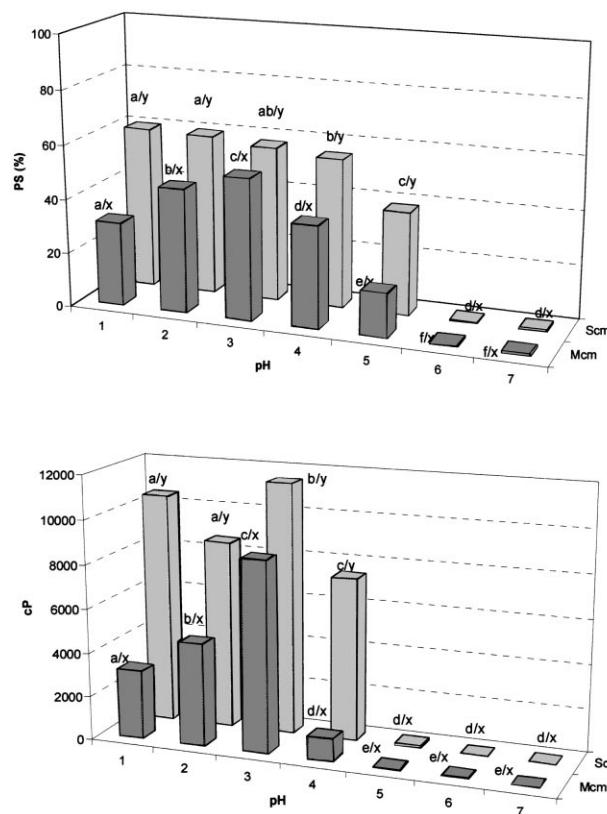 100
80
60
40
20
0
PS (%)
a/y
a/y
ab/y
b/y
c/y
d/x
d/x
a/x
b/x
c/x
d/x
e/x
f/x
f/x
1
2
3
4
5
6
7
pH
Scm
Mcm
12000
10000
8000
6000
4000
2000
0
cP
a/y
a/y
b/y
c/y
d/x
d/x
d/x
a/x
b/x
c/x
d/x
e/x
e/x
e/x
1
2
3
4
5
6
7
pH
Sc
Mcm